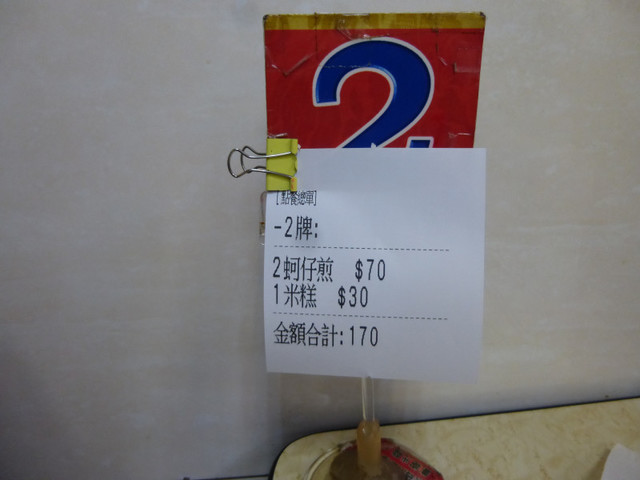 2
[點餐總單]
-2牌:
2蚵仔煎 $70
1米糕 $30
金額合計:170